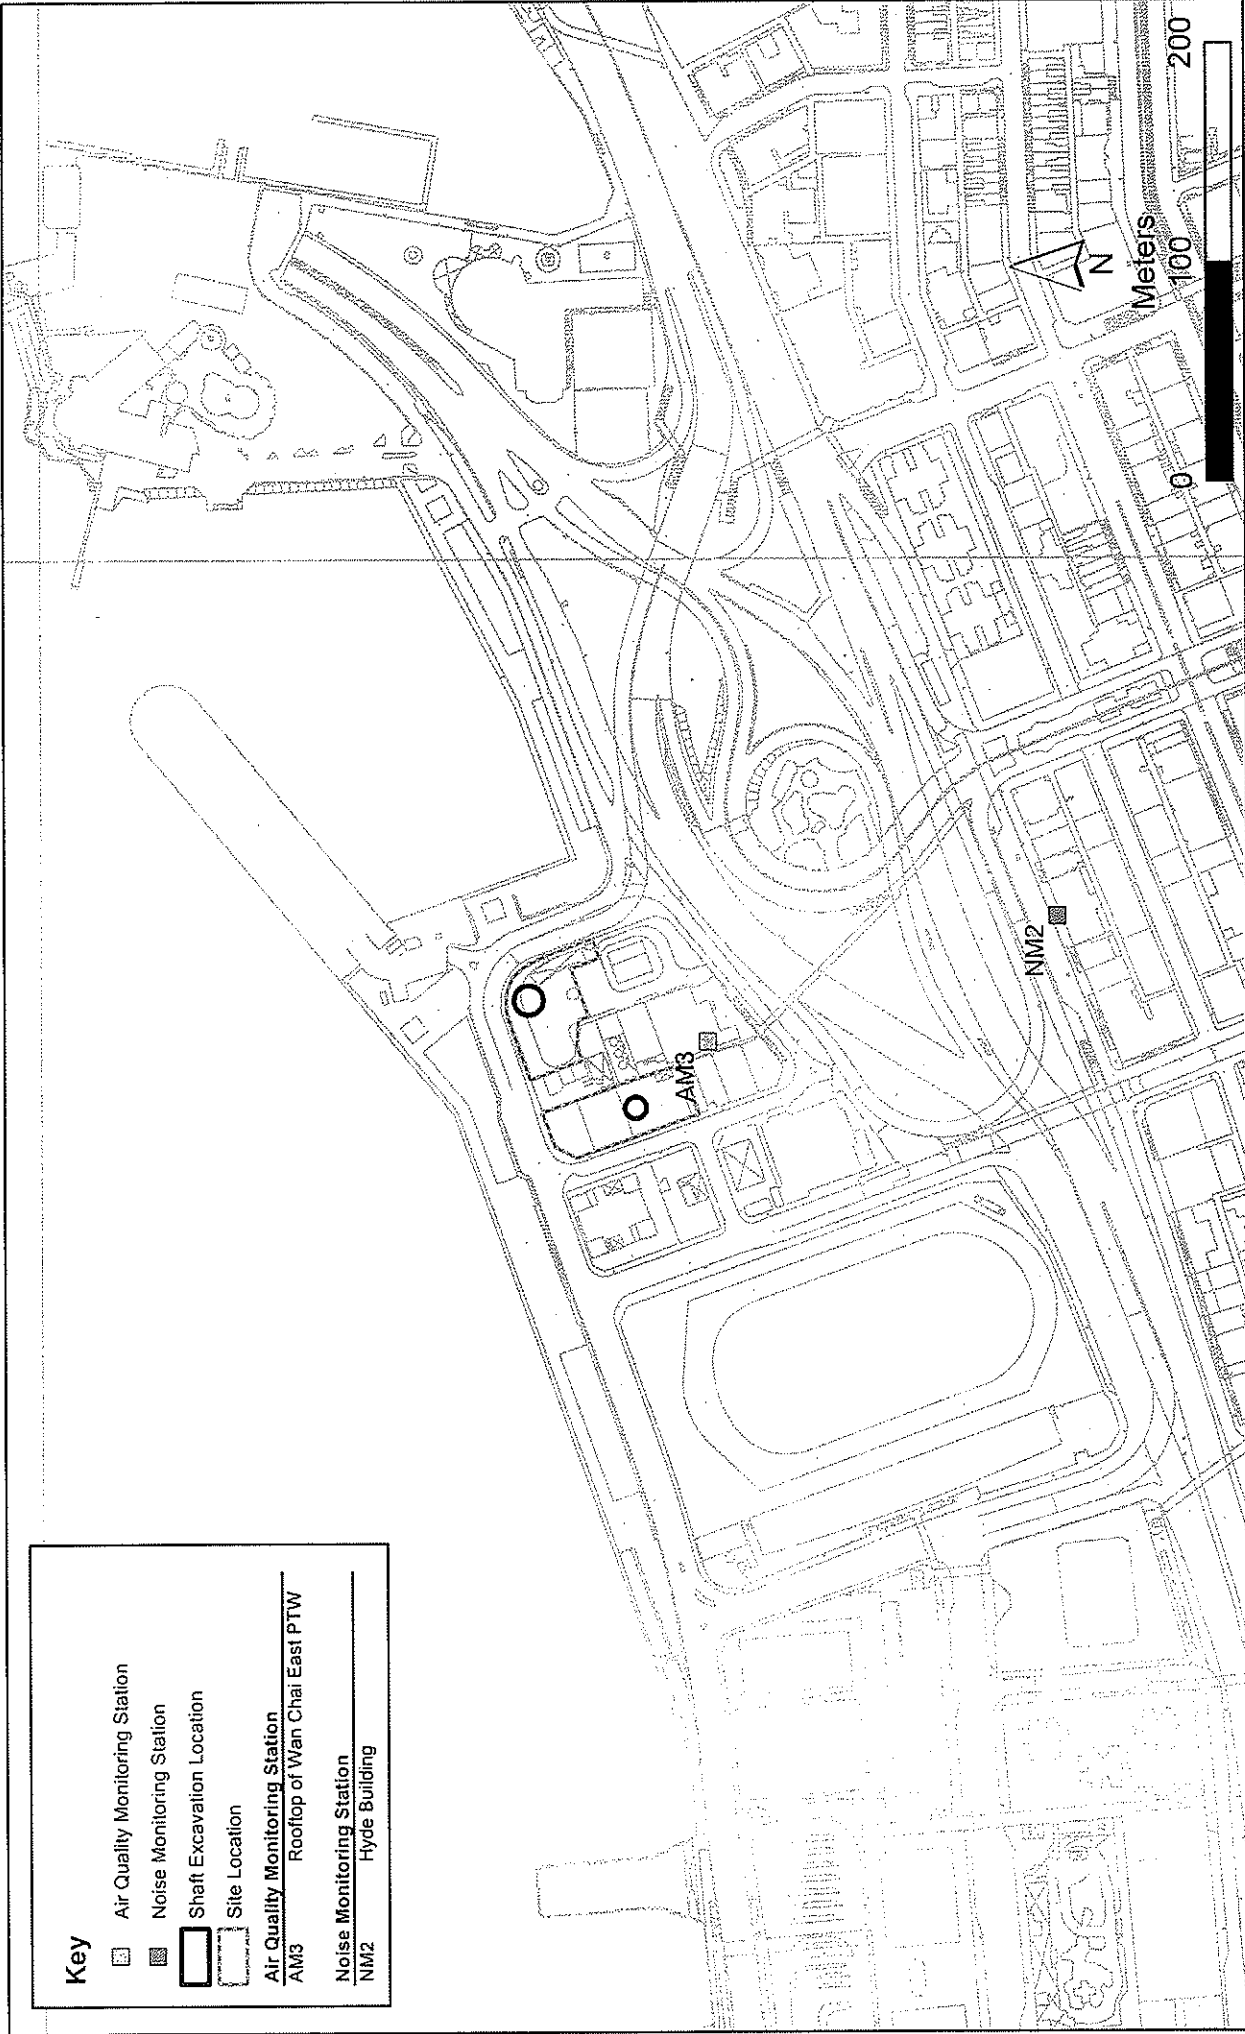 Key
Air Quality Monitoring Station
Noise Monitoring Station
Shaft Excavation Location
Site Location
Air Quality Monitoring Station
AM3 Rooftop of Wan Chai East PTW
Noise Monitoring Station
NM2 Hyde Building
AM3
NM2
N
Meters
0 100 200